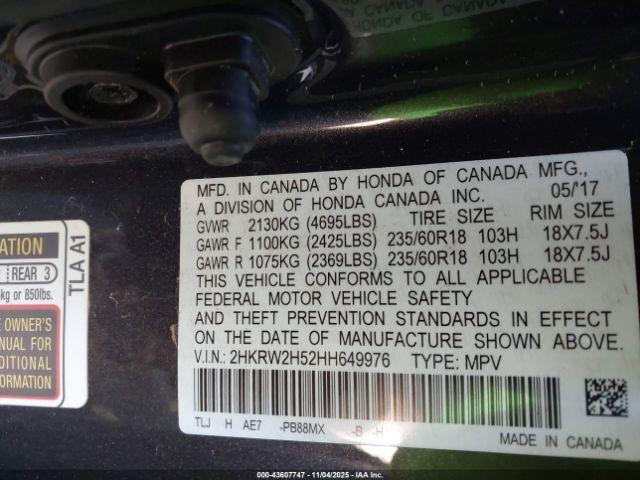 MFD. IN CANADA BY HONDA OF CANADA MFG.,
A DIVISION OF HONDA CANADA INC. 05/'17
GVWR 2130KG (4695LBS) TIRE SIZE RIM SIZE
GAWR F 1100KG (2425LBS) 235/60R18 103H 18X7.5J
GAWR R 1075KG (2369LBS) 235/60R18 103H 18X7.5J
THIS VEHICLE CONFORMS TO ALL APPLICABLE
FEDERAL MOTOR VEHICLE SAFETY
AND THEFT PREVENTION STANDARDS IN EFFECT
ON THE DATE OF MANUFACTURE SHOWN ABOVE.
V.I.N.: 2HKRW2H52HH649976 TYPE: MPV
TLJ H AE7 -PB88MX -B -H
MADE IN CANADA
ATION
REAR 3
kg or 850lbs.
OWNER'S
NUAL FOR
DDITIONAL
FORMATION
TLA A1
000-43607747 - 11/04/2025 - IAAI.COM